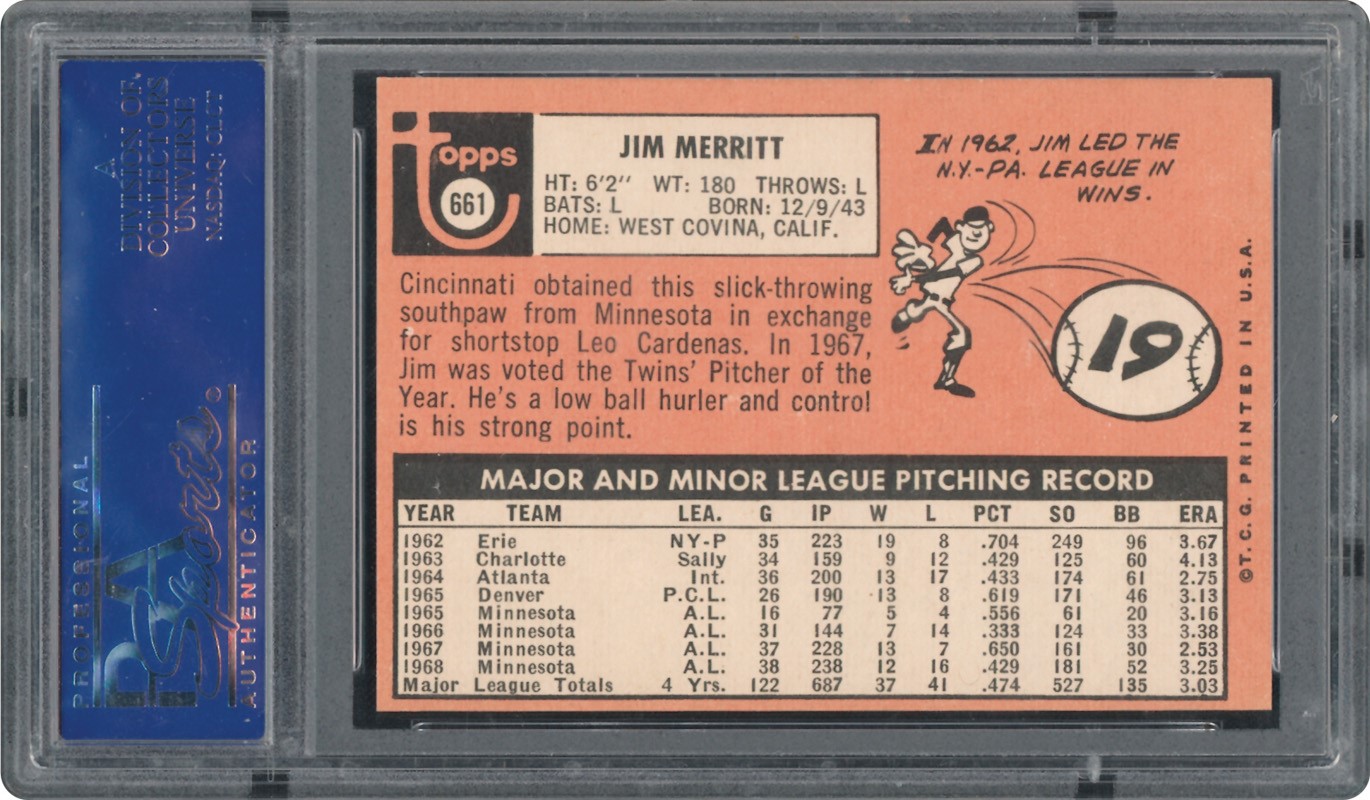 A
DIVISION OF
COLLECTORS
UNIVERSE
NASDAQ: CLCT
PROFESSIONAL
PSA
Sports
AUTHENTICATOR
Topps
661
JIM MERRITT
HT: 6'2" WT: 180 THROWS: L
BATS: L BORN: 12/9/43
HOME: WEST COVINA, CALIF.
IN 1962, JIM LED THE
N.Y.-PA. LEAGUE IN
WINS.
19
Cincinnati obtained this slick-throwing
southpaw from Minnesota in exchange
for shortstop Leo Cardenas. In 1967,
Jim was voted the Twins' Pitcher of the
Year. He's a low ball hurler and control
is his strong point.
MAJOR AND MINOR LEAGUE PITCHING RECORD
YEAR TEAM LEA. G IP W L PCT SO BB ERA
1962 Erie NY-P 35 223 19 8 .704 249 96 3.67
1963 Charlotte Sally 34 159 9 12 .429 125 60 4.13
1964 Atlanta Int. 36 200 13 17 .433 174 61 2.75
1965 Denver P.C.L. 26 190 13 8 .619 171 46 3.13
1965 Minnesota A.L. 16 77 5 4 .556 61 20 3.16
1966 Minnesota A.L. 31 144 7 14 .333 124 33 3.38
1967 Minnesota A.L. 37 228 13 7 .650 161 30 2.53
1968 Minnesota A.L. 38 238 12 16 .429 181 52 3.25
Major League Totals 4 Yrs. 122 687 37 41 .474 527 135 3.03
©T.C.G. PRINTED IN U.S.A.